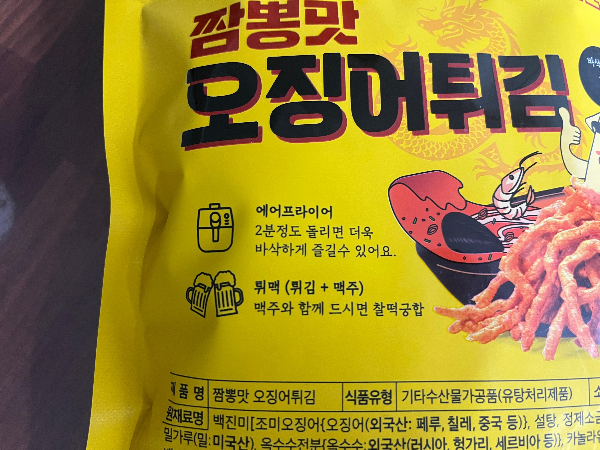 짬뽕맛
오징어튀김
에어프라이어
2분정도 돌리면 더욱
바삭하게 즐길수 있어요.
튀맥 (튀김 + 맥주)
맥주와 함께 드시면 찰떡궁합
제 품 명 짬뽕맛 오징어튀김 식품유형 기타수산물가공품(유탕처리제품)
원재료명 백진미[조미오징어{오징어(외국산: 페루, 칠레, 중국 등)}, 설탕, 정제소금
밀가루(밀: 미국산), 옥수수전분(옥수수:외국산(러시아, 헝가리, 세르비아 등)), 카놀라유